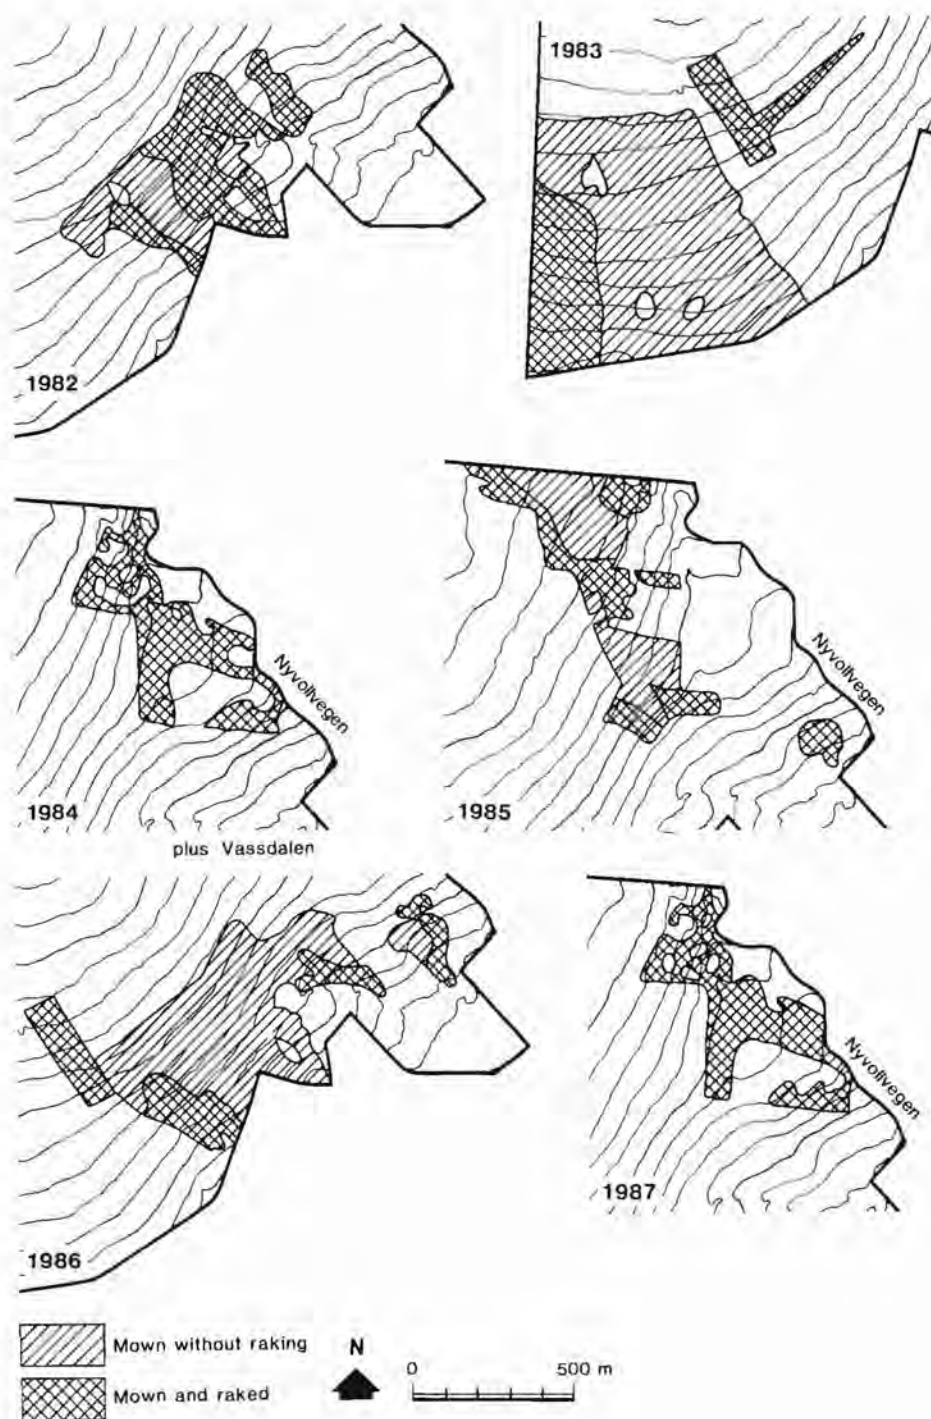 1982
1983
Nyvollvegen
1984
plus Vassdalen
Nyvollvegen
1985
Nyvollvegen
1986
1987
Mown without raking
Mown and raked
N
0 500 m